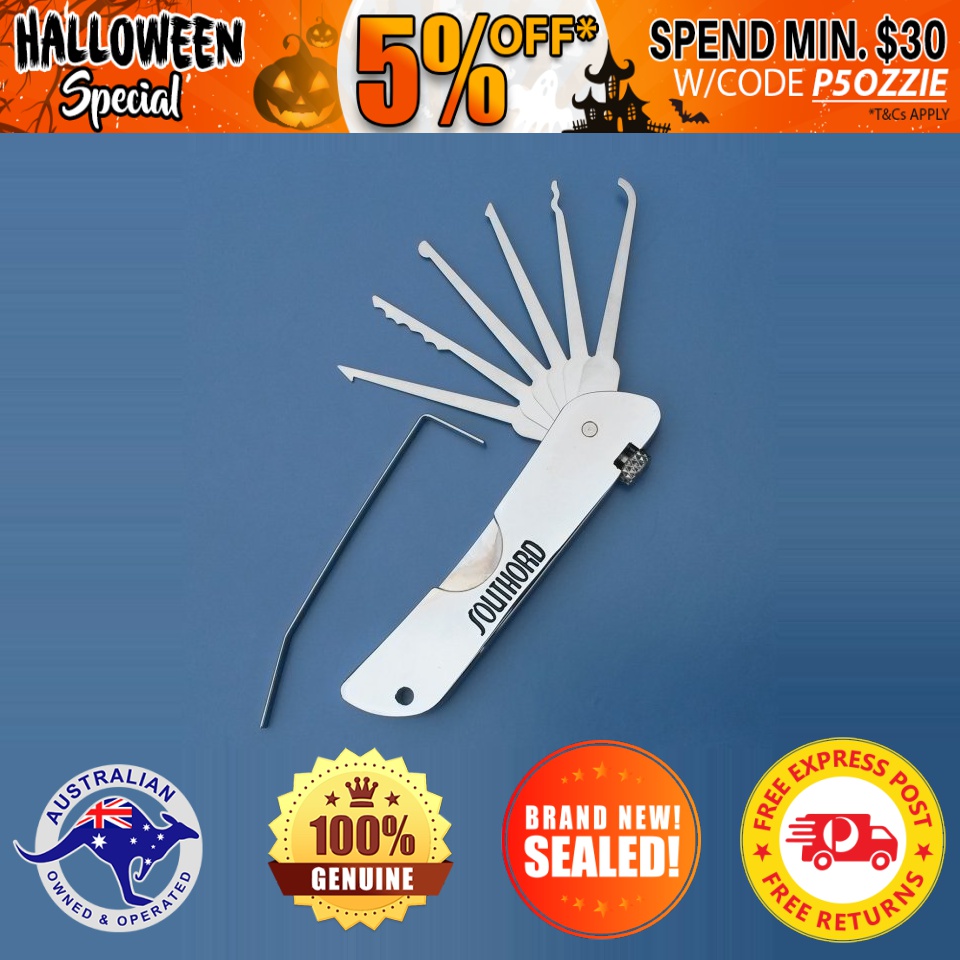 HALLOWEEN
Special
5% OFF*
SPEND MIN. $30
W/CODE P5OZZIE
*T&Cs APPLY
SOUTHORD
AUSTRALIAN
OWNED & OPERATED
100%
GENUINE
BRAND NEW!
SEALED!
FREE EXPRESS POST
FREE RETURNS